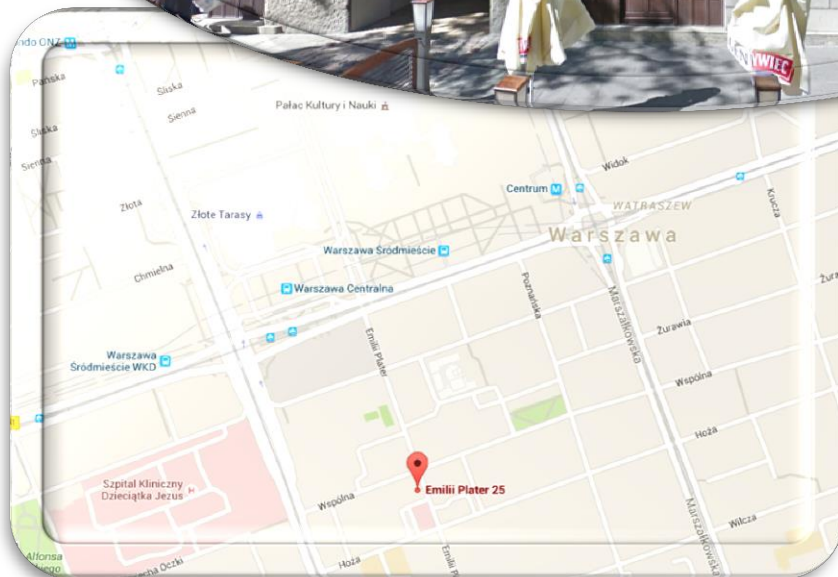 ŻYWIEC
ndo ONZ
Pańska
Śliska
Sienna
Pałac Kultury i Nauki
Śliska
Sienna
Widok
Centrum
Krucza
Złota
Złote Tarasy
WATRASZEW
Warszawa
Warszawa Śródmieście
Chmielna
Warszawa Centralna
Poznańska
Żura
Marszałkowska
Żurawia
Emilii Plater
Warszawa
Śródmieście WKD
Wspólna
Hoża
Szpital Kliniczny
Dzieciątka Jezus
Emilii Plater 25
Wspólna
Marszałkowska
Wilcza
Alfonsa
Hoża
Emilii P